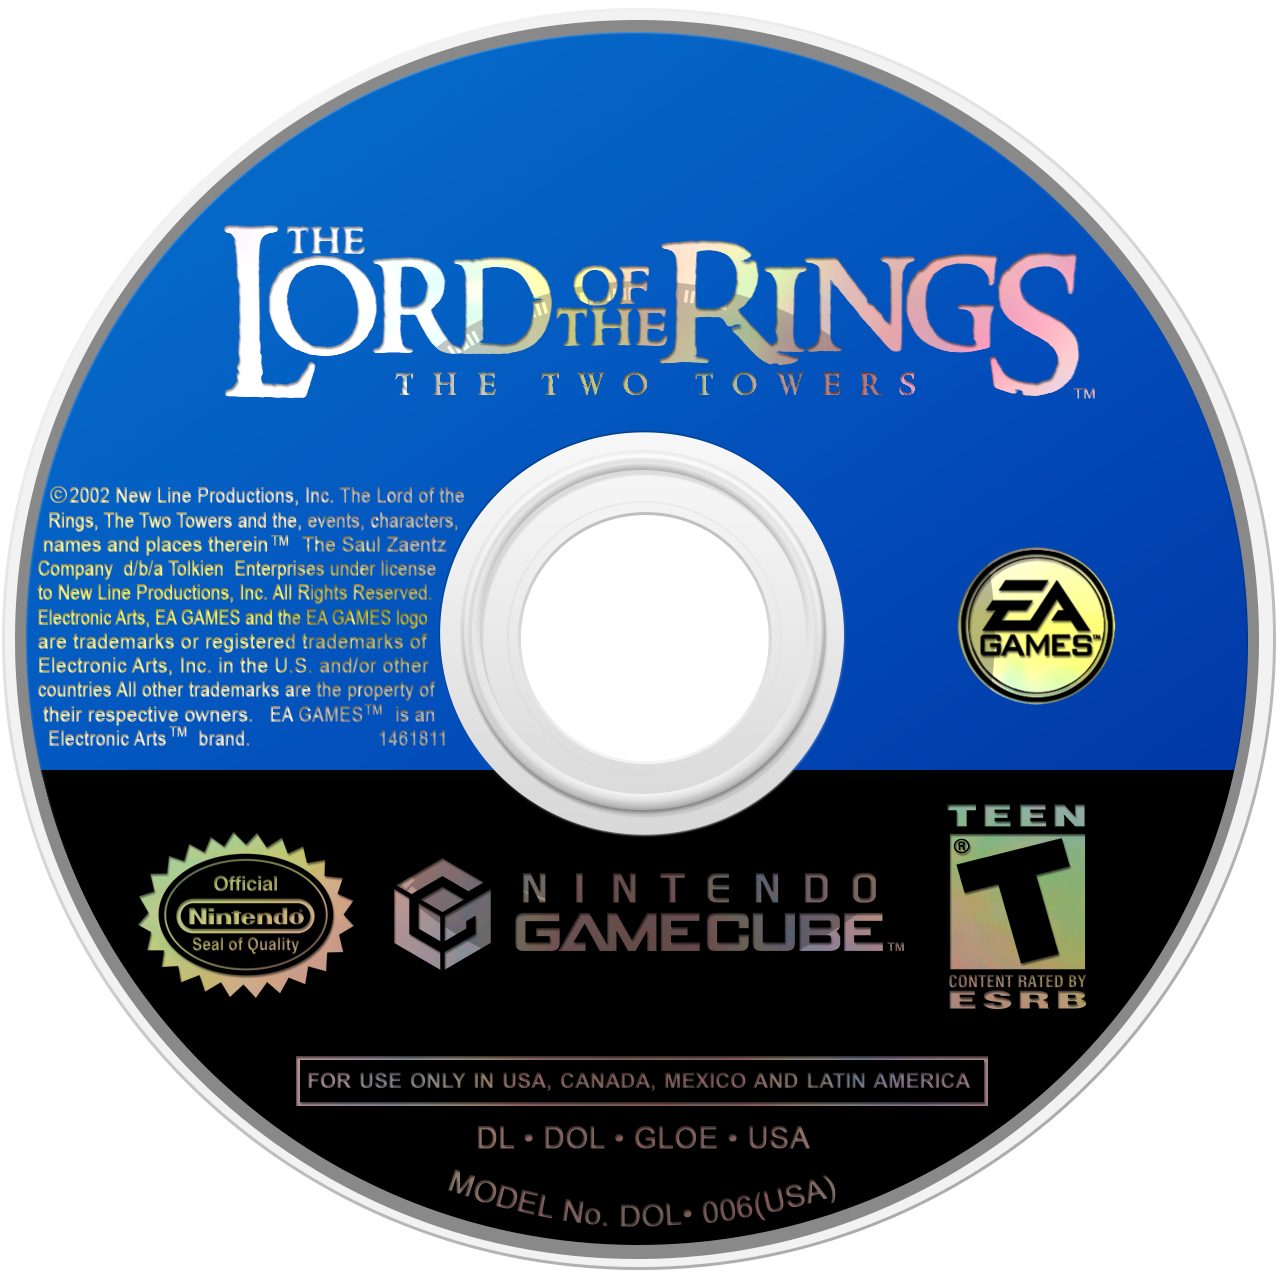 THE LORD OF THE RINGS
THE TWO TOWERS™
©2002 New Line Productions, Inc. The Lord of the
Rings, The Two Towers and the, events, characters,
names and places therein™ The Saul Zaentz
Company d/b/a Tolkien Enterprises under license
to New Line Productions, Inc. All Rights Reserved.
Electronic Arts, EA GAMES and the EA GAMES logo
are trademarks or registered trademarks of
Electronic Arts, Inc. in the U.S. and/or other
countries All other trademarks are the property of
their respective owners. EA GAMES™ is an
Electronic Arts™ brand. 1461811
EA
GAMES™
Official
Nintendo®
Seal of Quality
NINTENDO
GAMECUBE™
TEEN
®
T
CONTENT RATED BY
ESRB
FOR USE ONLY IN USA, CANADA, MEXICO AND LATIN AMERICA
DL • DOL • GLOE • USA
MODEL No. DOL• 006(USA)